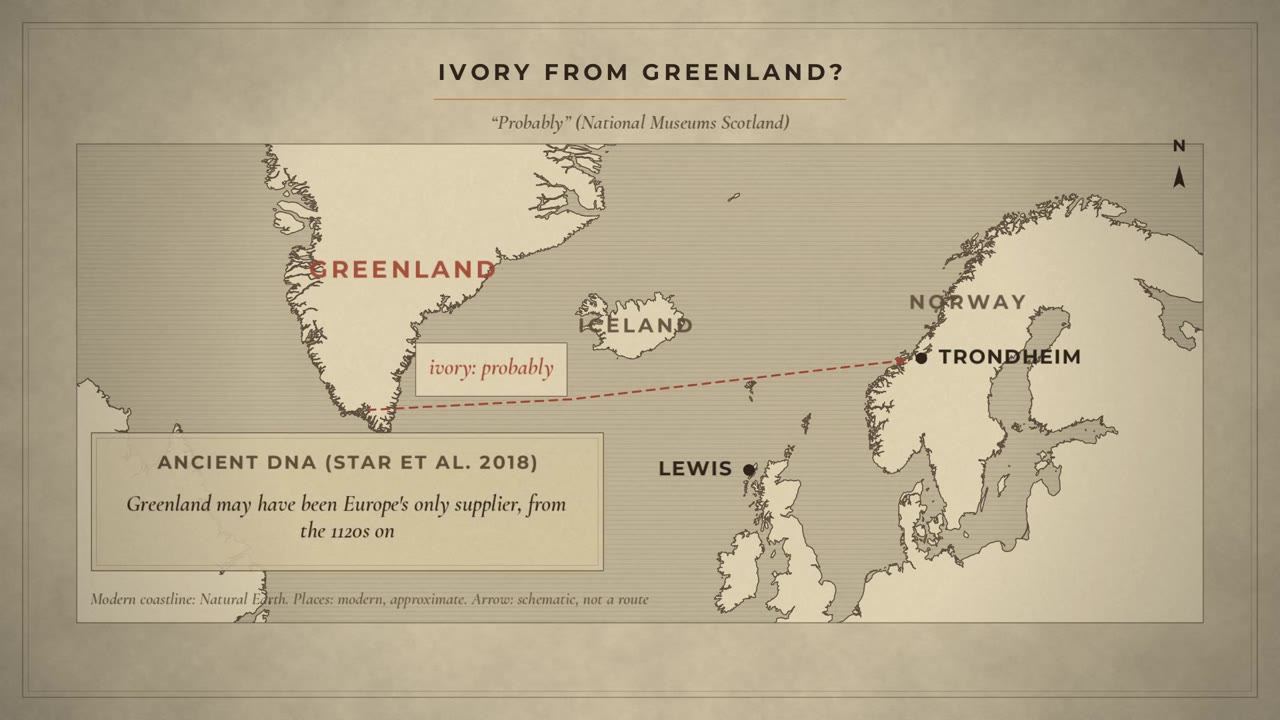 IVORY FROM GREENLAND?
“Probably” (National Museums Scotland)
N
GREENLAND
NORWAY
ICELAND
TRONDHEIM
ivory: probably
LEWIS
ANCIENT DNA (STAR ET AL. 2018)
Greenland may have been Europe's only supplier, from
the 1120s on
Modern coastline: Natural Earth. Places: modern, approximate. Arrow: schematic, not a route